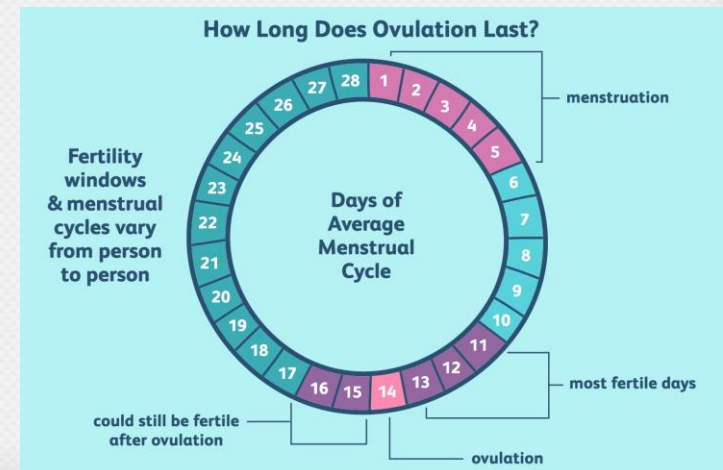 How Long Does Ovulation Last?
1
2
3
4
5
6
7
8
9
10
11
12
13
14
15
16
17
18
19
20
21
22
23
24
25
26
27
28
menstruation
Fertility
windows
& menstrual
cycles vary
from person
to person
Days of
Average
Menstrual
Cycle
most fertile days
could still be fertile
after ovulation
ovulation